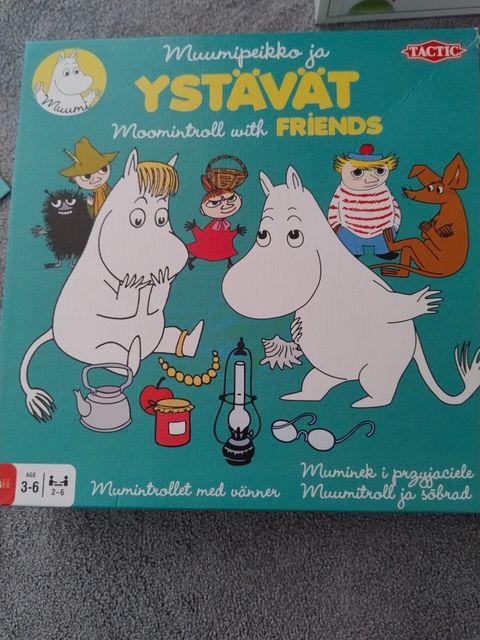 Muumipeikko ja
TACTIC
Muumi
YSTÄVÄT
Moomintroll with FRIENDS
AGE
3-6
2-6
Mumintrollet med vänner
Muminek i przyjaciele
Muumitroll ja sõbrad